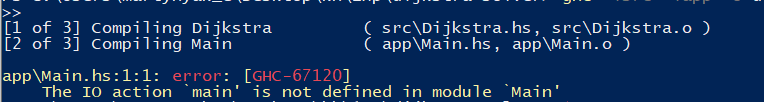 >>
[1 of 3] Compiling Dijkstra         ( src\Dijkstra.hs, src\Dijkstra.o )
[2 of 3] Compiling Main             ( app\Main.hs, app\Main.o )
app\Main.hs:1:1: error: [GHC-67120]
    The IO action `main' is not defined in module `Main'